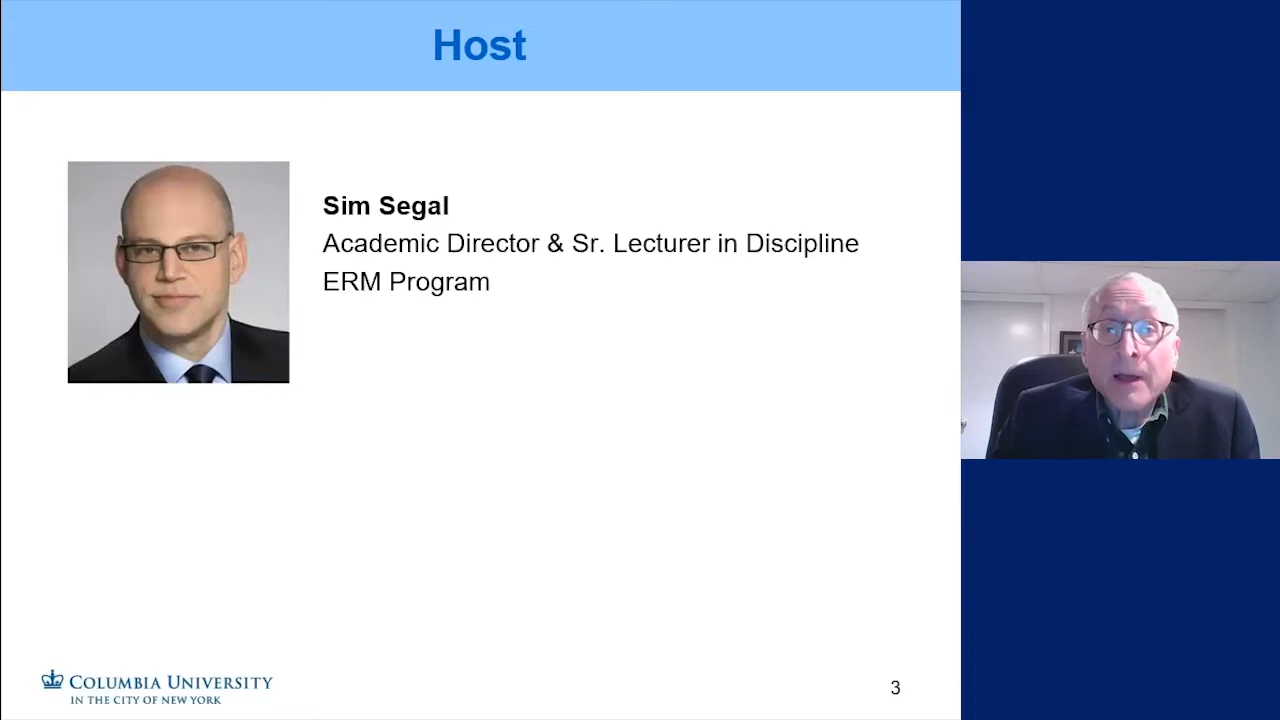 Host
Sim Segal
Academic Director & Sr. Lecturer in Discipline
ERM Program
COLUMBIA UNIVERSITY
IN THE CITY OF NEW YORK
3